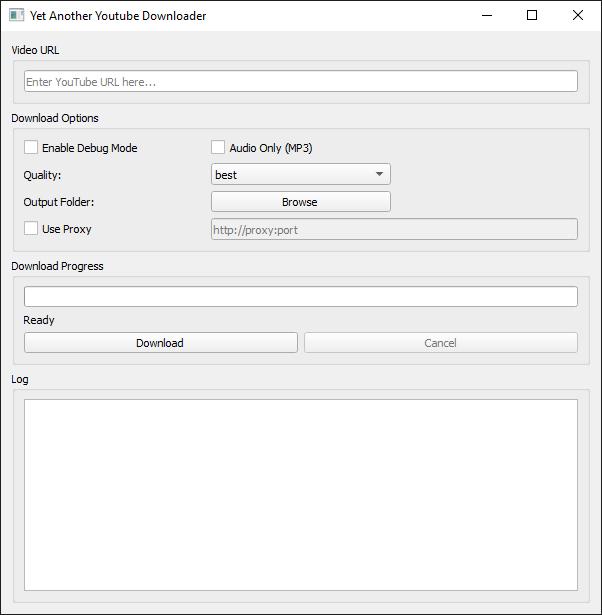 Yet Another Youtube Downloader
Video URL
Enter YouTube URL here...
Download Options
Enable Debug Mode Audio Only (MP3)
Quality: best
Output Folder: Browse
Use Proxy http://proxy:port
Download Progress
Ready
Download Cancel
Log